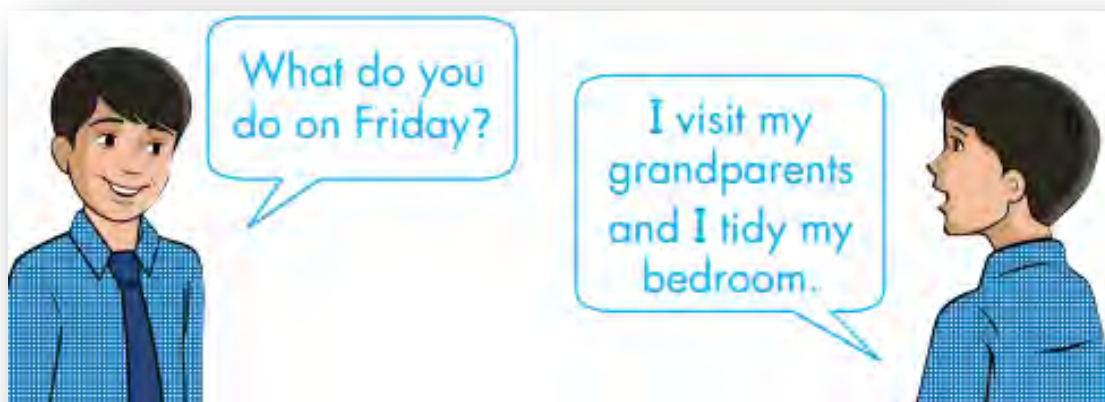 What do you
do on Friday?
I visit my
grandparents
and I tidy my
bedroom.